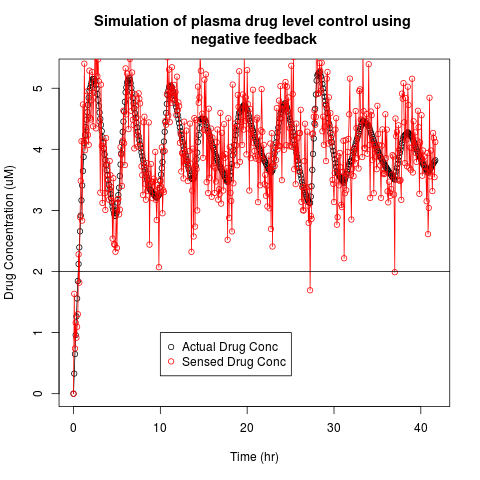 Simulation of plasma drug level control using
negative feedback
Drug Concentration (uM)
5
4
3
2
1
0
Actual Drug Conc
Sensed Drug Conc
0 10 20 30 40
Time (hr)